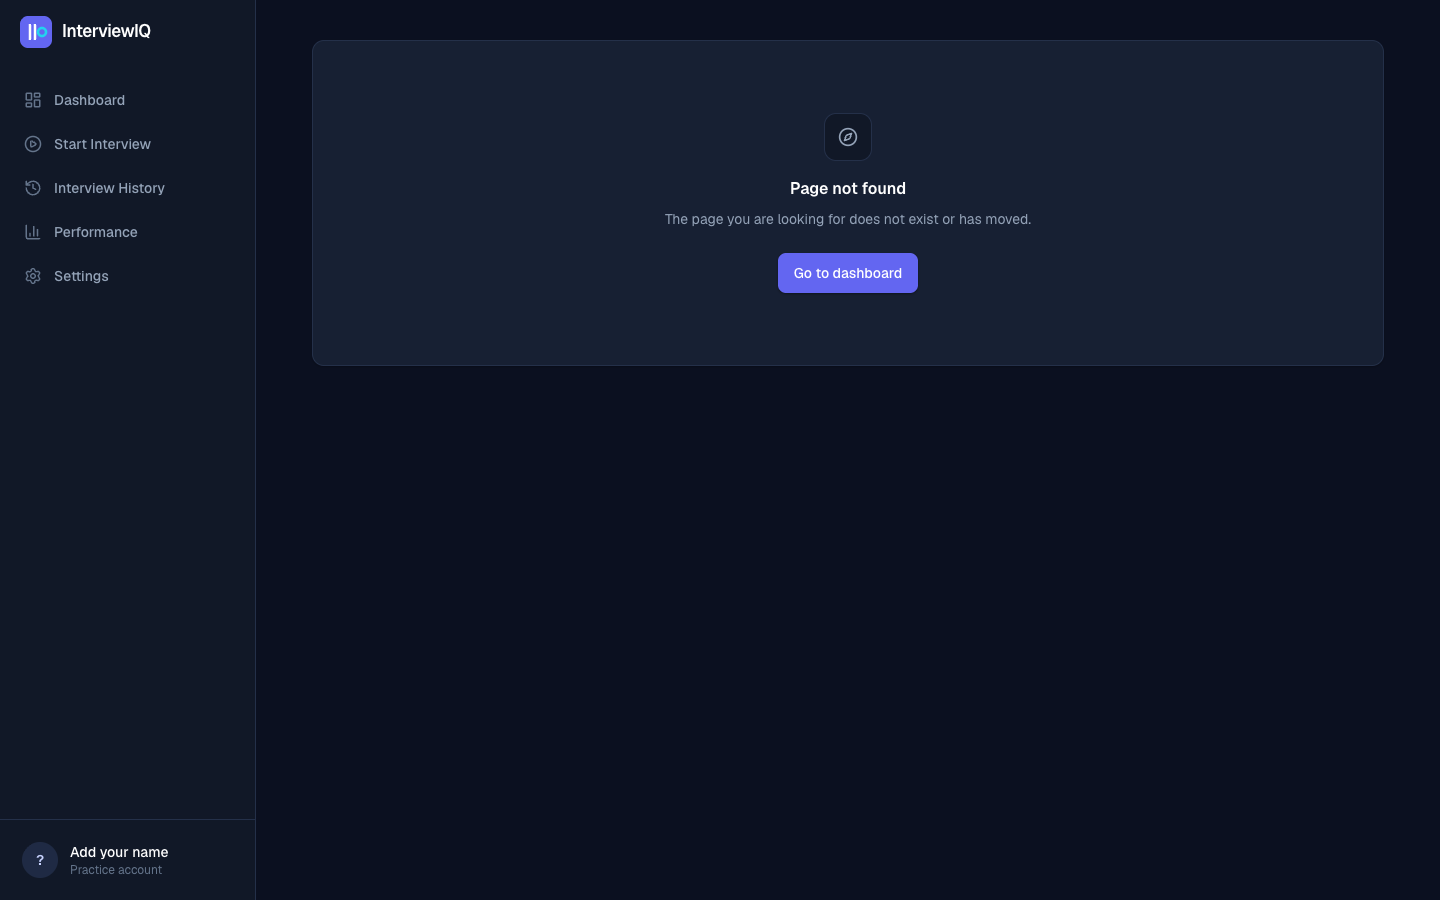 InterviewIQ
Dashboard
Start Interview
Interview History
Performance
Settings
Page not found
The page you are looking for does not exist or has moved.
Go to dashboard
?
Add your name
Practice account